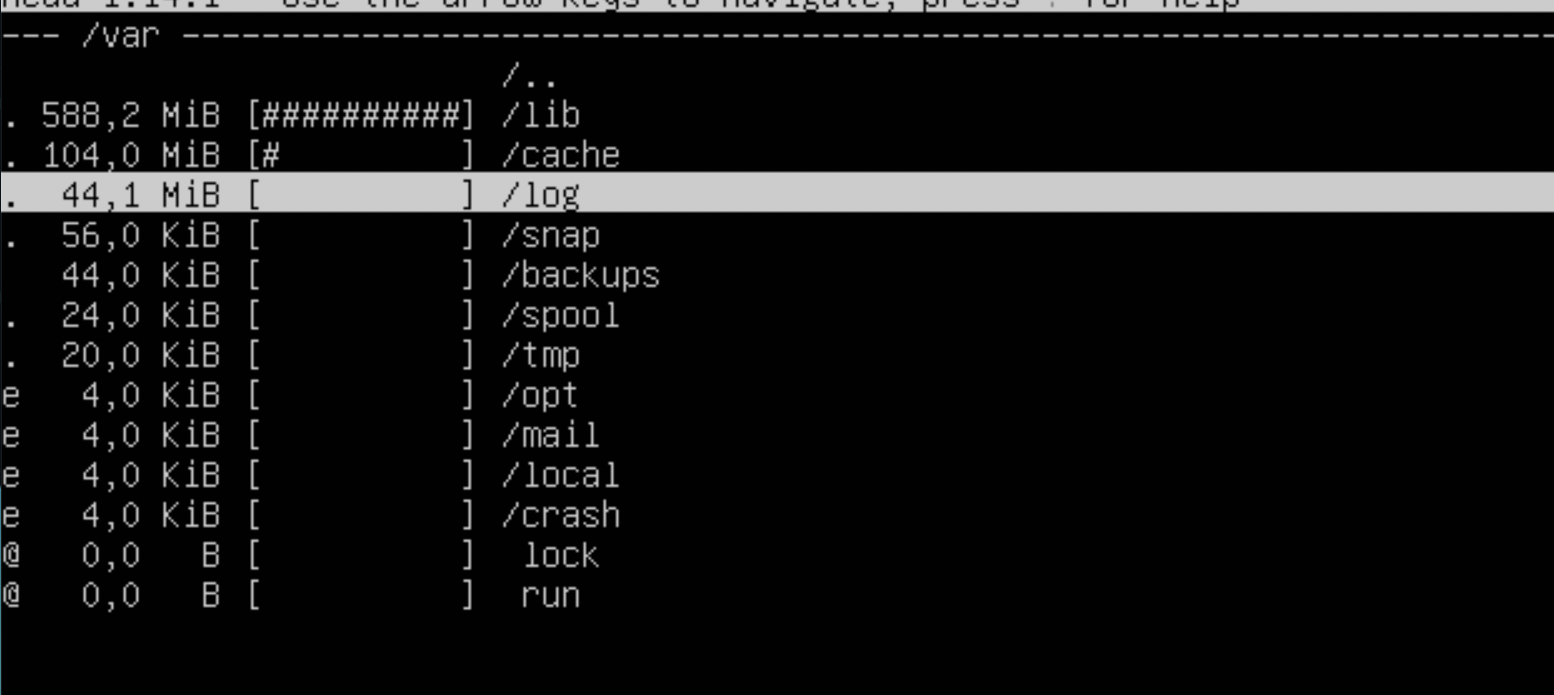 ncdu 1.14.1 ~ Use the arrow keys to navigate, press ? for help
--- /var ----------------------------------------------------------------------
/..
. 588,2 MiB [##########] /lib
. 104,0 MiB [#         ] /cache
.  44,1 MiB [          ] /log
.  56,0 KiB [          ] /snap
   44,0 KiB [          ] /backups
.  24,0 KiB [          ] /spool
.  20,0 KiB [          ] /tmp
e   4,0 KiB [          ] /opt
e   4,0 KiB [          ] /mail
e   4,0 KiB [          ] /local
e   4,0 KiB [          ] /crash
@   0,0   B [          ]  lock
@   0,0   B [          ]  run